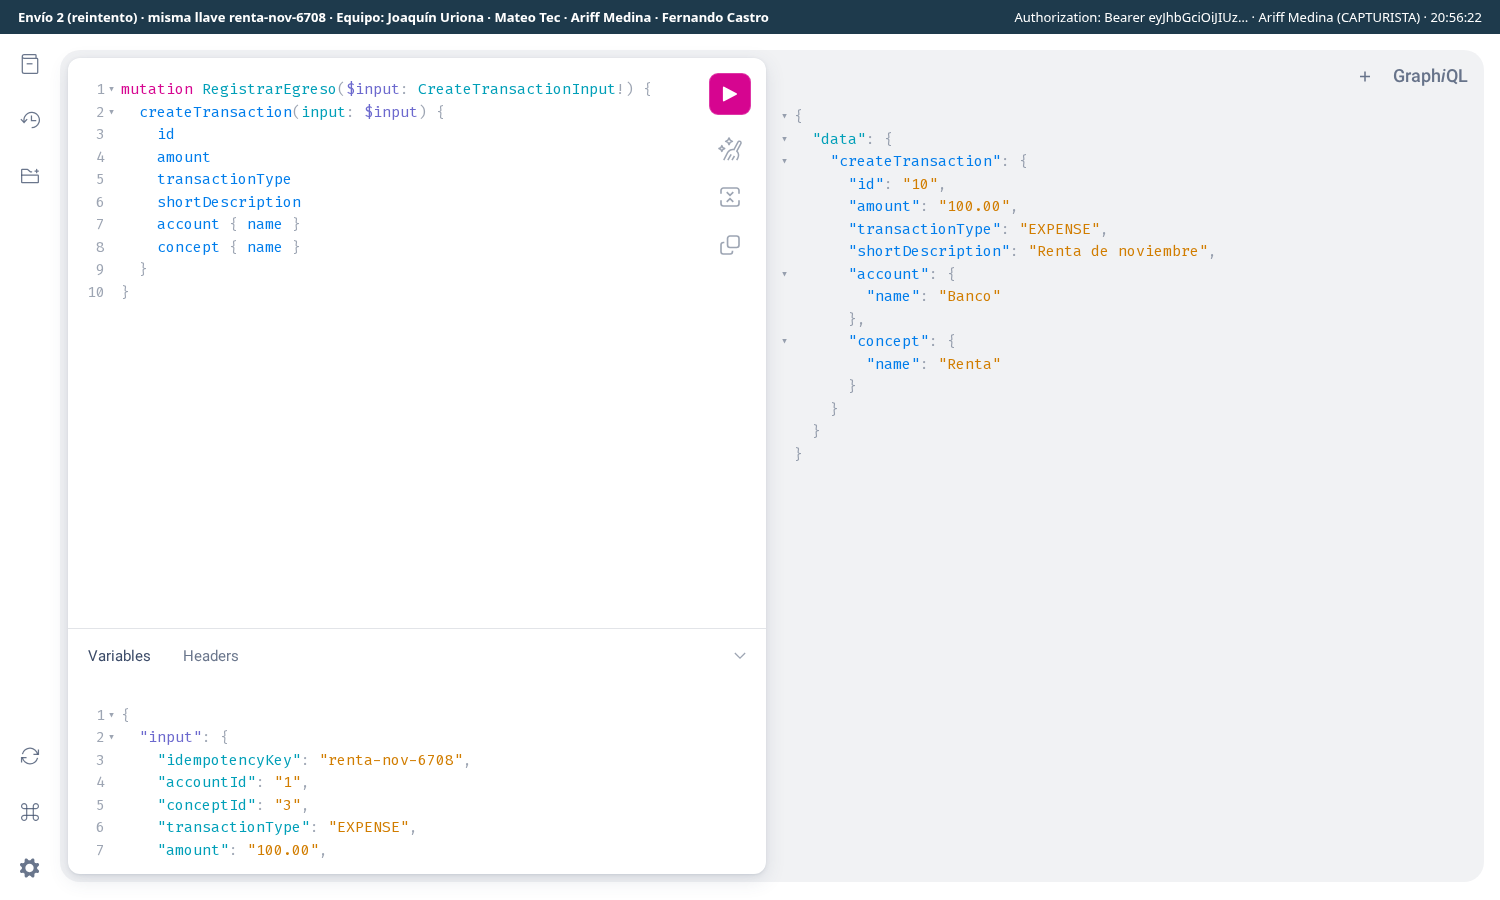 Envío 2 (reintento) · misma llave renta-nov-6708 · Equipo: Joaquín Uriona · Mateo Tec · Ariff Medina · Fernando Castro
Authorization: Bearer eyJhbGciOiJIUz… · Ariff Medina (CAPTURISTA) · 20:56:22
1 mutation RegistrarEgreso($input: CreateTransactionInput!) {
2 createTransaction(input: $input) {
3 id
4 amount
5 transactionType
6 shortDescription
7 account { name }
8 concept { name }
9 }
10 }
Variables Headers
1 {
2 "input": {
3 "idempotencyKey": "renta-nov-6708",
4 "accountId": "1",
5 "conceptId": "3",
6 "transactionType": "EXPENSE",
7 "amount": "100.00",
+ GraphiQL
{
"data": {
"createTransaction": {
"id": "10",
"amount": "100.00",
"transactionType": "EXPENSE",
"shortDescription": "Renta de noviembre",
"account": {
"name": "Banco"
},
"concept": {
"name": "Renta"
}
}
}
}